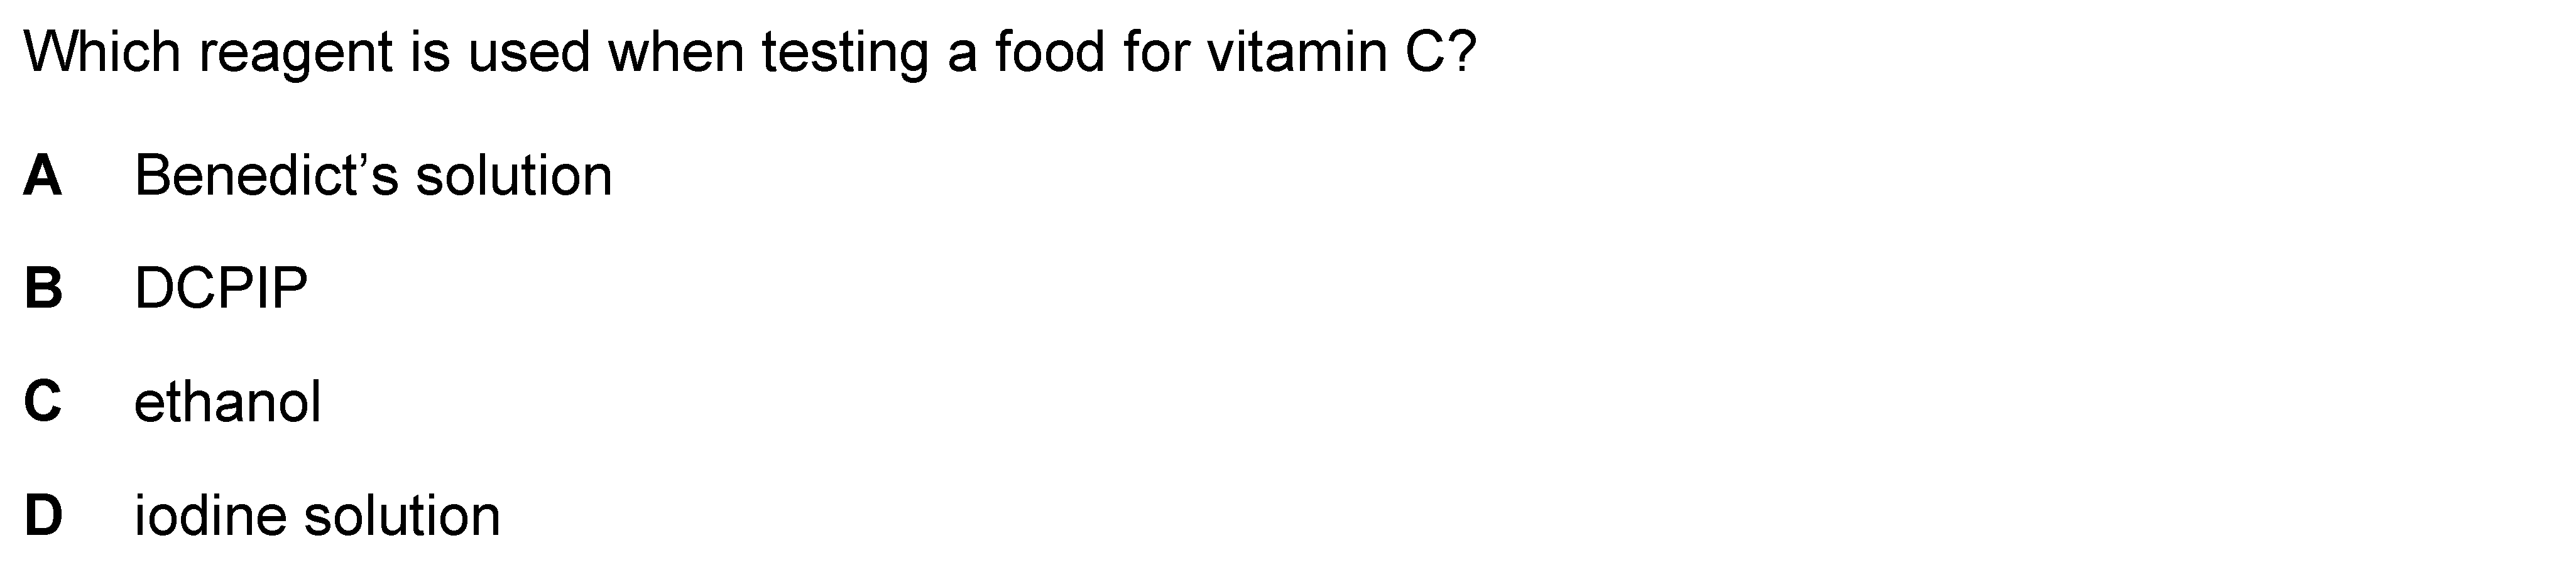 Which reagent is used when testing a food for vitamin C?
A Benedict’s solution
B DCPIP
C ethanol
D iodine solution